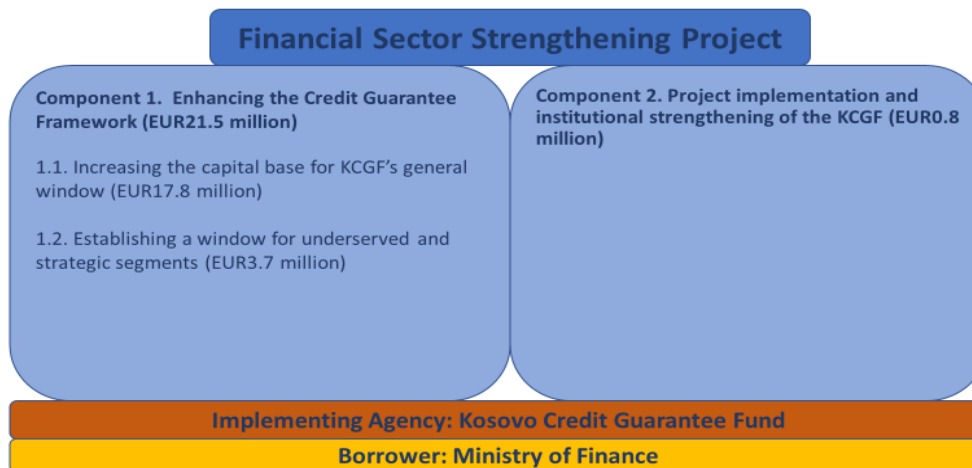 Financial Sector Strengthening Project
Component 1. Enhancing the Credit Guarantee
Framework (EUR21.5 million)
1.1. Increasing the capital base for KCGF's general
window (EUR17.8 million)
1.2. Establishing a window for underserved and
strategic segments (EUR3.7 million)
Component 2. Project implementation and
institutional strengthening of the KCGF (EUR0.8
million)
Implementing Agency: Kosovo Credit Guarantee Fund
Borrower: Ministry of Finance